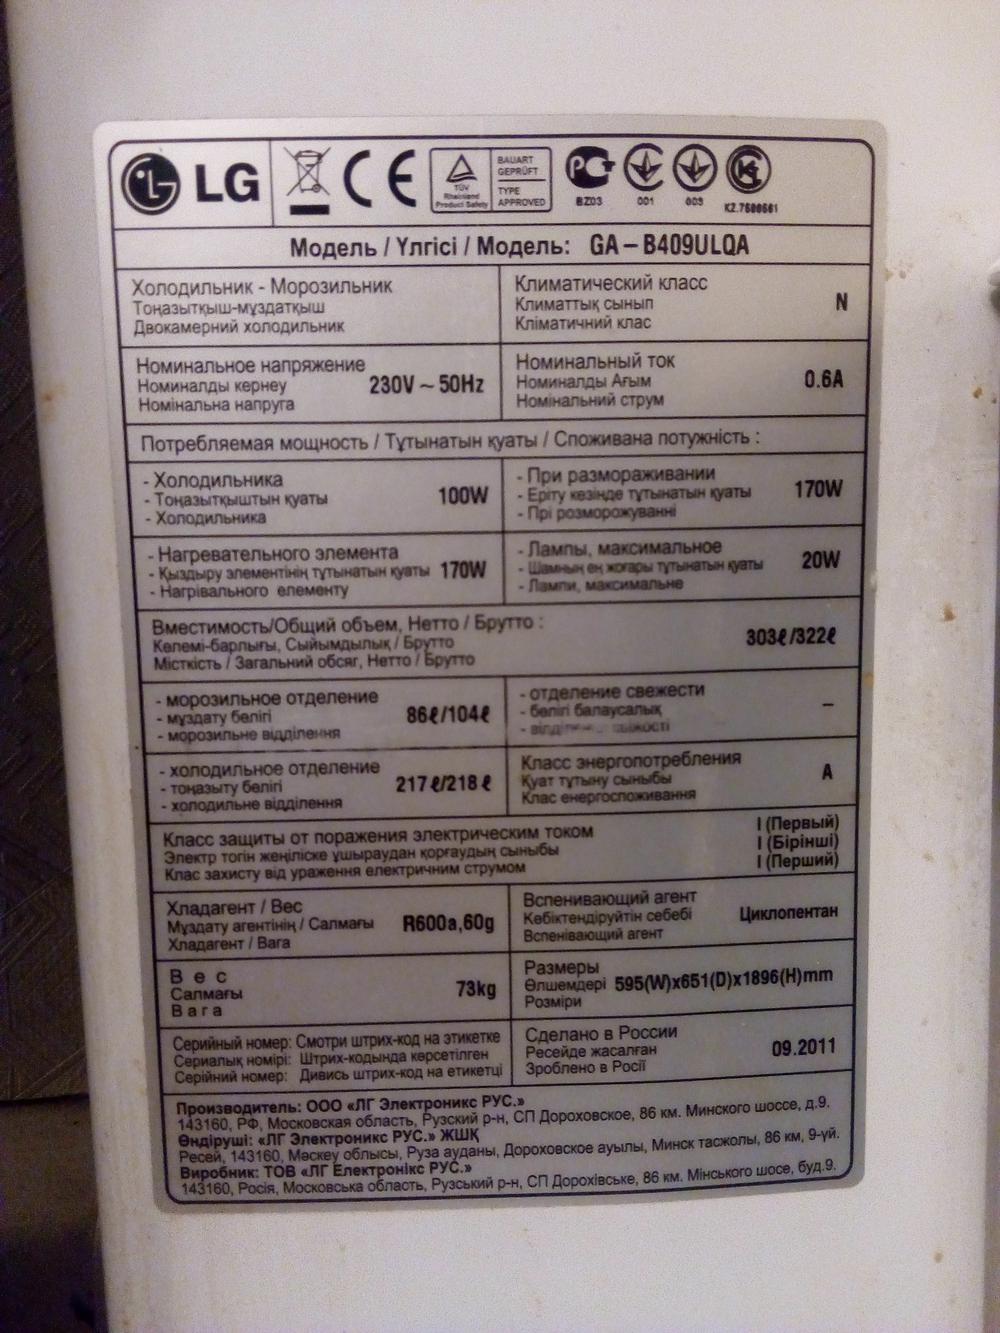 LG
TÜV
Rheinland
Product Safety
BAUART
GEPRÜFT
TYPE
APPROVED
BZ03
001
003
KZ.7500561
Модель / Үлгісі / Модель: GA – B409ULQA
Холодильник - Морозильник
Тоңазытқыш-мұздатқыш
Двокамерний холодильник
Климатический класс
Климаттық сынып
Кліматичний клас
N
Номинальное напряжение
Номиналды кернеу
Номінальна напруга
230V ~ 50Hz
Номинальный ток
Номиналды Ағым
Номінальний струм
0.6A
Потребляемая мощность / Тұтынатын қуаты / Споживана потужність :
- Холодильника
- Тоңазытқыштын қуаты
- Холодильника
100W
- При размораживании
- Еріту кезінде тұтынатын қуаты
- Прі розморожуванні
170W
- Нагревательного элемента
- Қыздыру элементінің тұтынатын қуаты
- Нагрівального елементу
170W
- Лампы, максимальное
- Шамның ең жоғары тұтынатын қуаты
- Лампи, максимальне
20W
Вместимость/Общий объем, Нетто / Брутто :
Көлемі-барлығы, Сыйымдылық / Брутто
Місткість / Загальний обсяг, Нетто / Брутто
303ℓ/322ℓ
- морозильное отделение
- мұздату бөлігі
- морозильне відділення
86ℓ/104ℓ
- отделение свежести
- бөлігі балаусалық
-
–
- холодильное отделение
- тоңазыту бөлігі
- холодильне відділення
217ℓ/218ℓ
Класс энергопотребления
Қуат тұтыну сыныбы
Клас енергоспоживання
A
Класс защиты от поражения электрическим током
Электр тогін жеңіліске ұшыраудан қорғаудың сыныбы
Клас захисту від ураження електричним струмом
I (Первый)
I (Бірінші)
I (Перший)
Хладагент / Вес
Мұздату агентінің / Салмағы
Хладагент / Вага
R600a,60g
Вспенивающий агент
Көбіктендіруйтін себебі
Вспенівающий агент
Циклопентан
Вес
Салмағы
Вага
73kg
Размеры
Өлшемдері
Розміри
595(W)x651(D)x1896(H)mm
Серийный номер: Смотри штрих-код на этикетке
Сериалық номірі: Штрих-кодында көрсетілген
Серійний номер: Дивись штрих-код на етикетці
Сделано в России
Ресейде жасалған
Зроблено в Росії
09.2011
Производитель: ООО «ЛГ Электроникс РУС.»
143160, РФ, Московская область, Рузский р-н, СП Дороховское, 86 км. Минского шоссе, д.9.
Өндіруші: «ЛГ Электроникс РУС.» ЖШҚ
Ресей, 143160, Мәскеу облысы, Руза ауданы, Дороховское ауылы, Минск тасжолы, 86 км, 9-үй.
Виробник: ТОВ «ЛГ Електронікс РУС.»
143160, Росія, Московська область, Рузський р-н, СП Дорохівське, 86 км. Мінського шосе, буд.9.